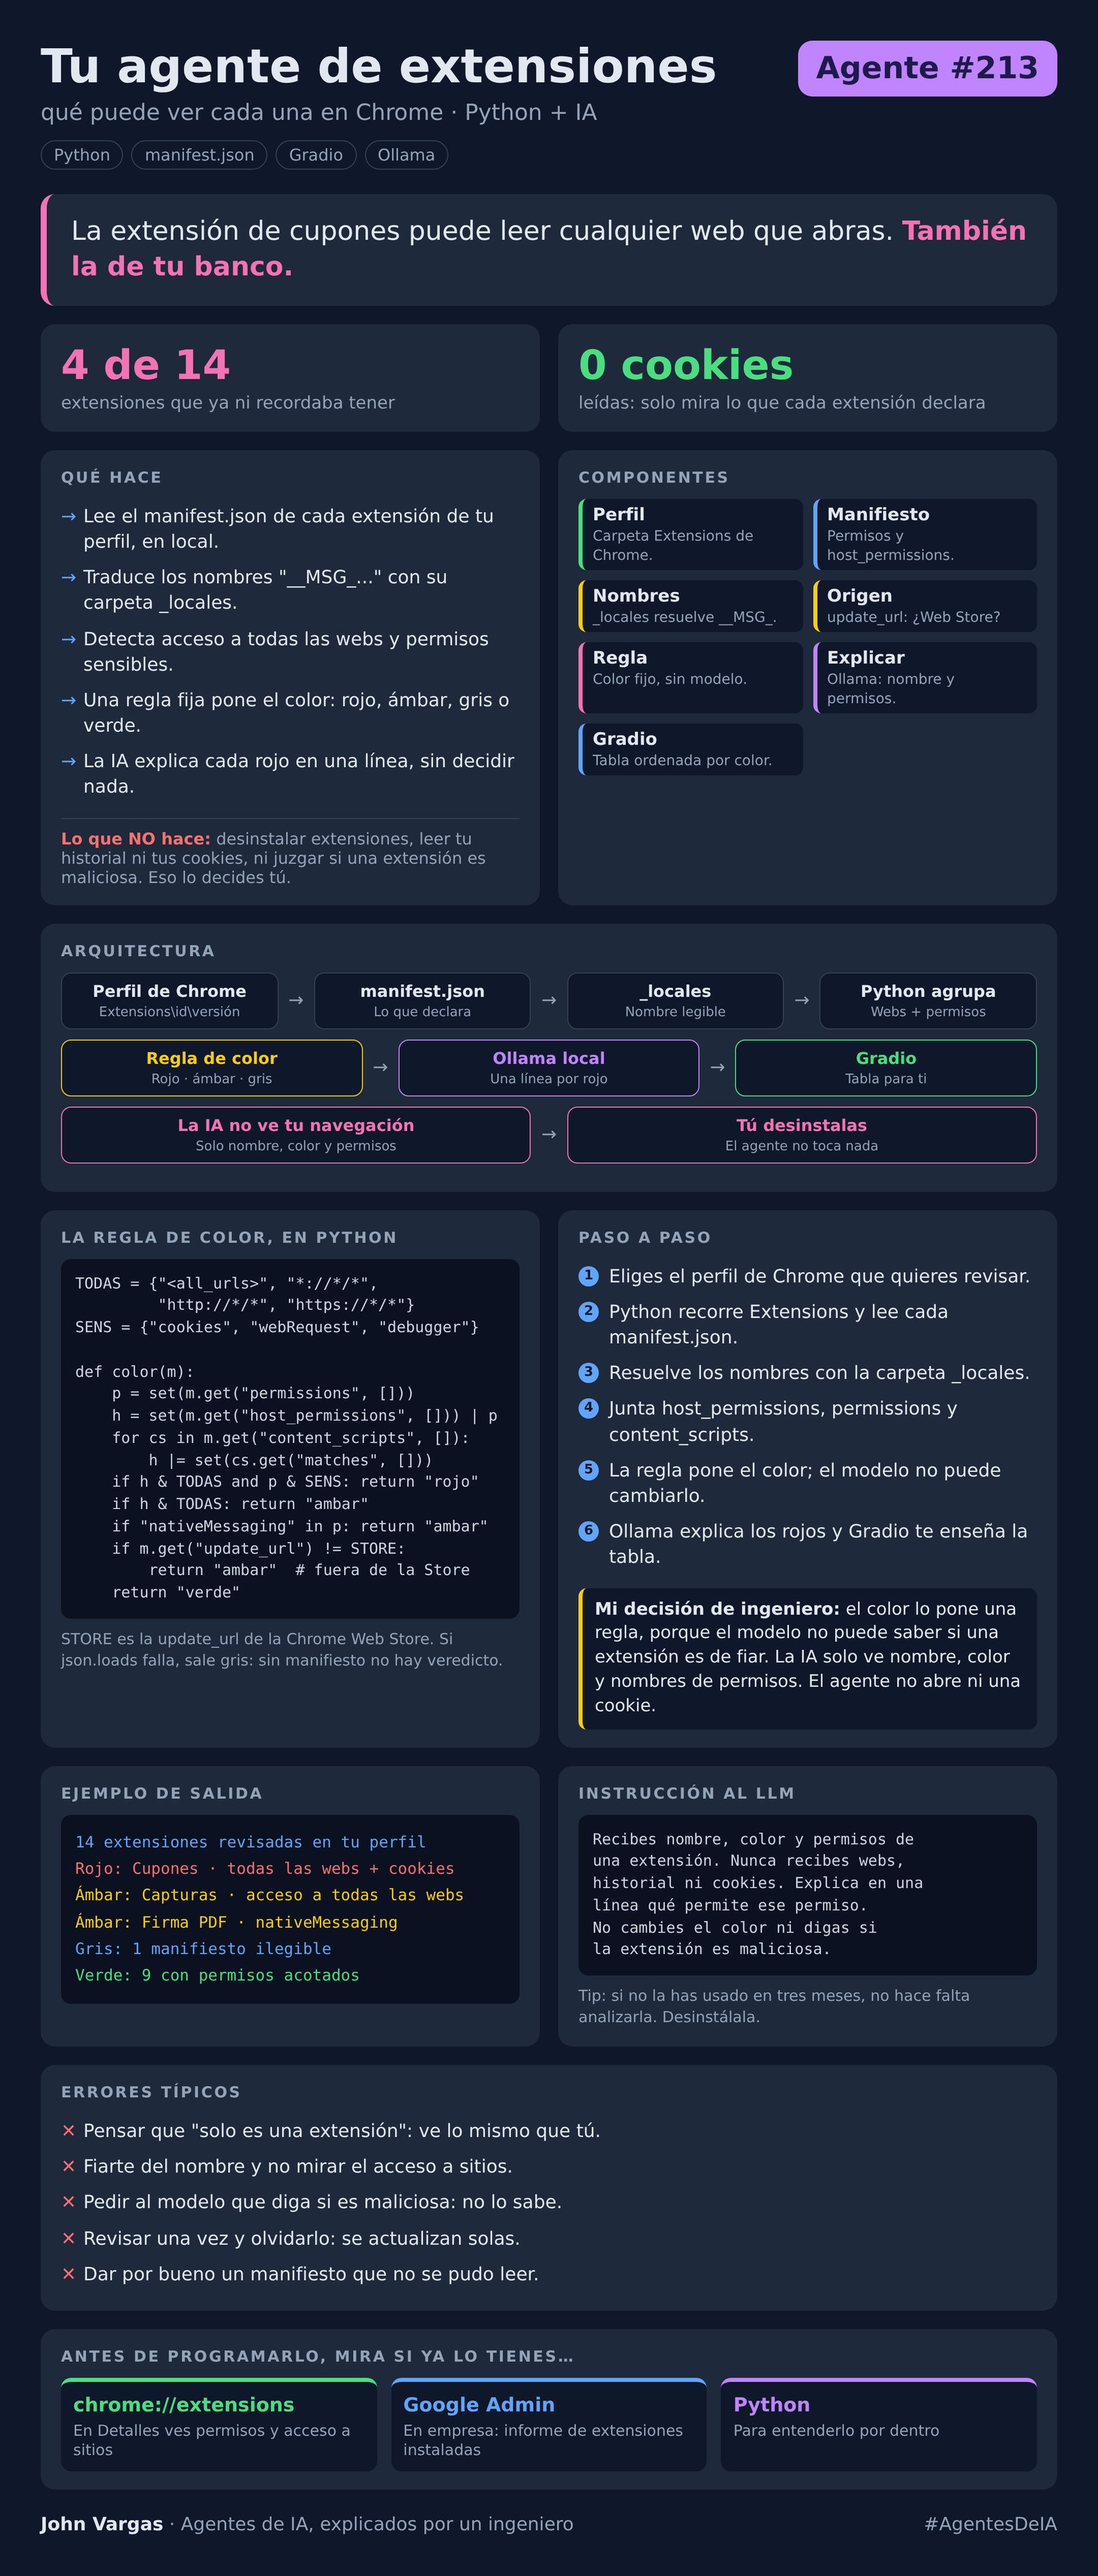 Tu agente de extensiones
Agente #213
qué puede ver cada una en Chrome · Python + IA
Python
manifest.json
Gradio
Ollama
La extensión de cupones puede leer cualquier web que abras. También
la de tu banco.
4 de 14
extensiones que ya ni recordaba tener
0 cookies
leídas: solo mira lo que cada extensión declara
QUÉ HACE
→ Lee el manifest.json de cada extensión de tu
perfil, en local.
→ Traduce los nombres "__MSG_..." con su
carpeta _locales.
→ Detecta acceso a todas las webs y permisos
sensibles.
→ Una regla fija pone el color: rojo, ámbar, gris o
verde.
→ La IA explica cada rojo en una línea, sin decidir
nada.
Lo que NO hace: desinstalar extensiones, leer tu
historial ni tus cookies, ni juzgar si una extensión es
maliciosa. Eso lo decides tú.
COMPONENTES
Perfil
Carpeta Extensions de
Chrome.
Manifiesto
Permisos y
host_permissions.
Nombres
_locales resuelve __MSG_.
Origen
update_url: ¿Web Store?
Regla
Color fijo, sin modelo.
Explicar
Ollama: nombre y
permisos.
Gradio
Tabla ordenada por color.
ARQUITECTURA
Perfil de Chrome
Extensions\id\versión
→
manifest.json
Lo que declara
→
_locales
Nombre legible
→
Python agrupa
Webs + permisos
Regla de color
Rojo · ámbar · gris
→
Ollama local
Una línea por rojo
→
Gradio
Tabla para ti
La IA no ve tu navegación
Solo nombre, color y permisos
→
Tú desinstalas
El agente no toca nada
LA REGLA DE COLOR, EN PYTHON
TODAS = {"<all_urls>", "*://*/*",
"http://*/*", "https://*/*"}
SENS = {"cookies", "webRequest", "debugger"}
def color(m):
p = set(m.get("permissions", []))
h = set(m.get("host_permissions", [])) | p
for cs in m.get("content_scripts", []):
h |= set(cs.get("matches", []))
if h & TODAS and p & SENS: return "rojo"
if h & TODAS: return "ambar"
if "nativeMessaging" in p: return "ambar"
if m.get("update_url") != STORE:
return "ambar"  # fuera de la Store
return "verde"
STORE es la update_url de la Chrome Web Store. Si
json.loads falla, sale gris: sin manifiesto no hay veredicto.
PASO A PASO
1 Eliges el perfil de Chrome que quieres revisar.
2 Python recorre Extensions y lee cada
manifest.json.
3 Resuelve los nombres con la carpeta _locales.
4 Junta host_permissions, permissions y
content_scripts.
5 La regla pone el color; el modelo no puede
cambiarlo.
6 Ollama explica los rojos y Gradio te enseña la
tabla.
Mi decisión de ingeniero: el color lo pone una
regla, porque el modelo no puede saber si una
extensión es de fiar. La IA solo ve nombre, color
y nombres de permisos. El agente no abre ni una
cookie.
EJEMPLO DE SALIDA
14 extensiones revisadas en tu perfil
Rojo: Cupones · todas las webs + cookies
Ámbar: Capturas · acceso a todas las webs
Ámbar: Firma PDF · nativeMessaging
Gris: 1 manifiesto ilegible
Verde: 9 con permisos acotados
INSTRUCCIÓN AL LLM
Recibes nombre, color y permisos de
una extensión. Nunca recibes webs,
historial ni cookies. Explica en una
línea qué permite ese permiso.
No cambies el color ni digas si
la extensión es maliciosa.
Tip: si no la has usado en tres meses, no hace falta
analizarla. Desinstálala.
ERRORES TÍPICOS
✕ Pensar que "solo es una extensión": ve lo mismo que tú.
✕ Fiarte del nombre y no mirar el acceso a sitios.
✕ Pedir al modelo que diga si es maliciosa: no lo sabe.
✕ Revisar una vez y olvidarlo: se actualizan solas.
✕ Dar por bueno un manifiesto que no se pudo leer.
ANTES DE PROGRAMARLO, MIRA SI YA LO TIENES…
chrome://extensions
En Detalles ves permisos y acceso a
sitios
Google Admin
En empresa: informe de extensiones
instaladas
Python
Para entenderlo por dentro
John Vargas · Agentes de IA, explicados por un ingeniero
#AgentesDeIA